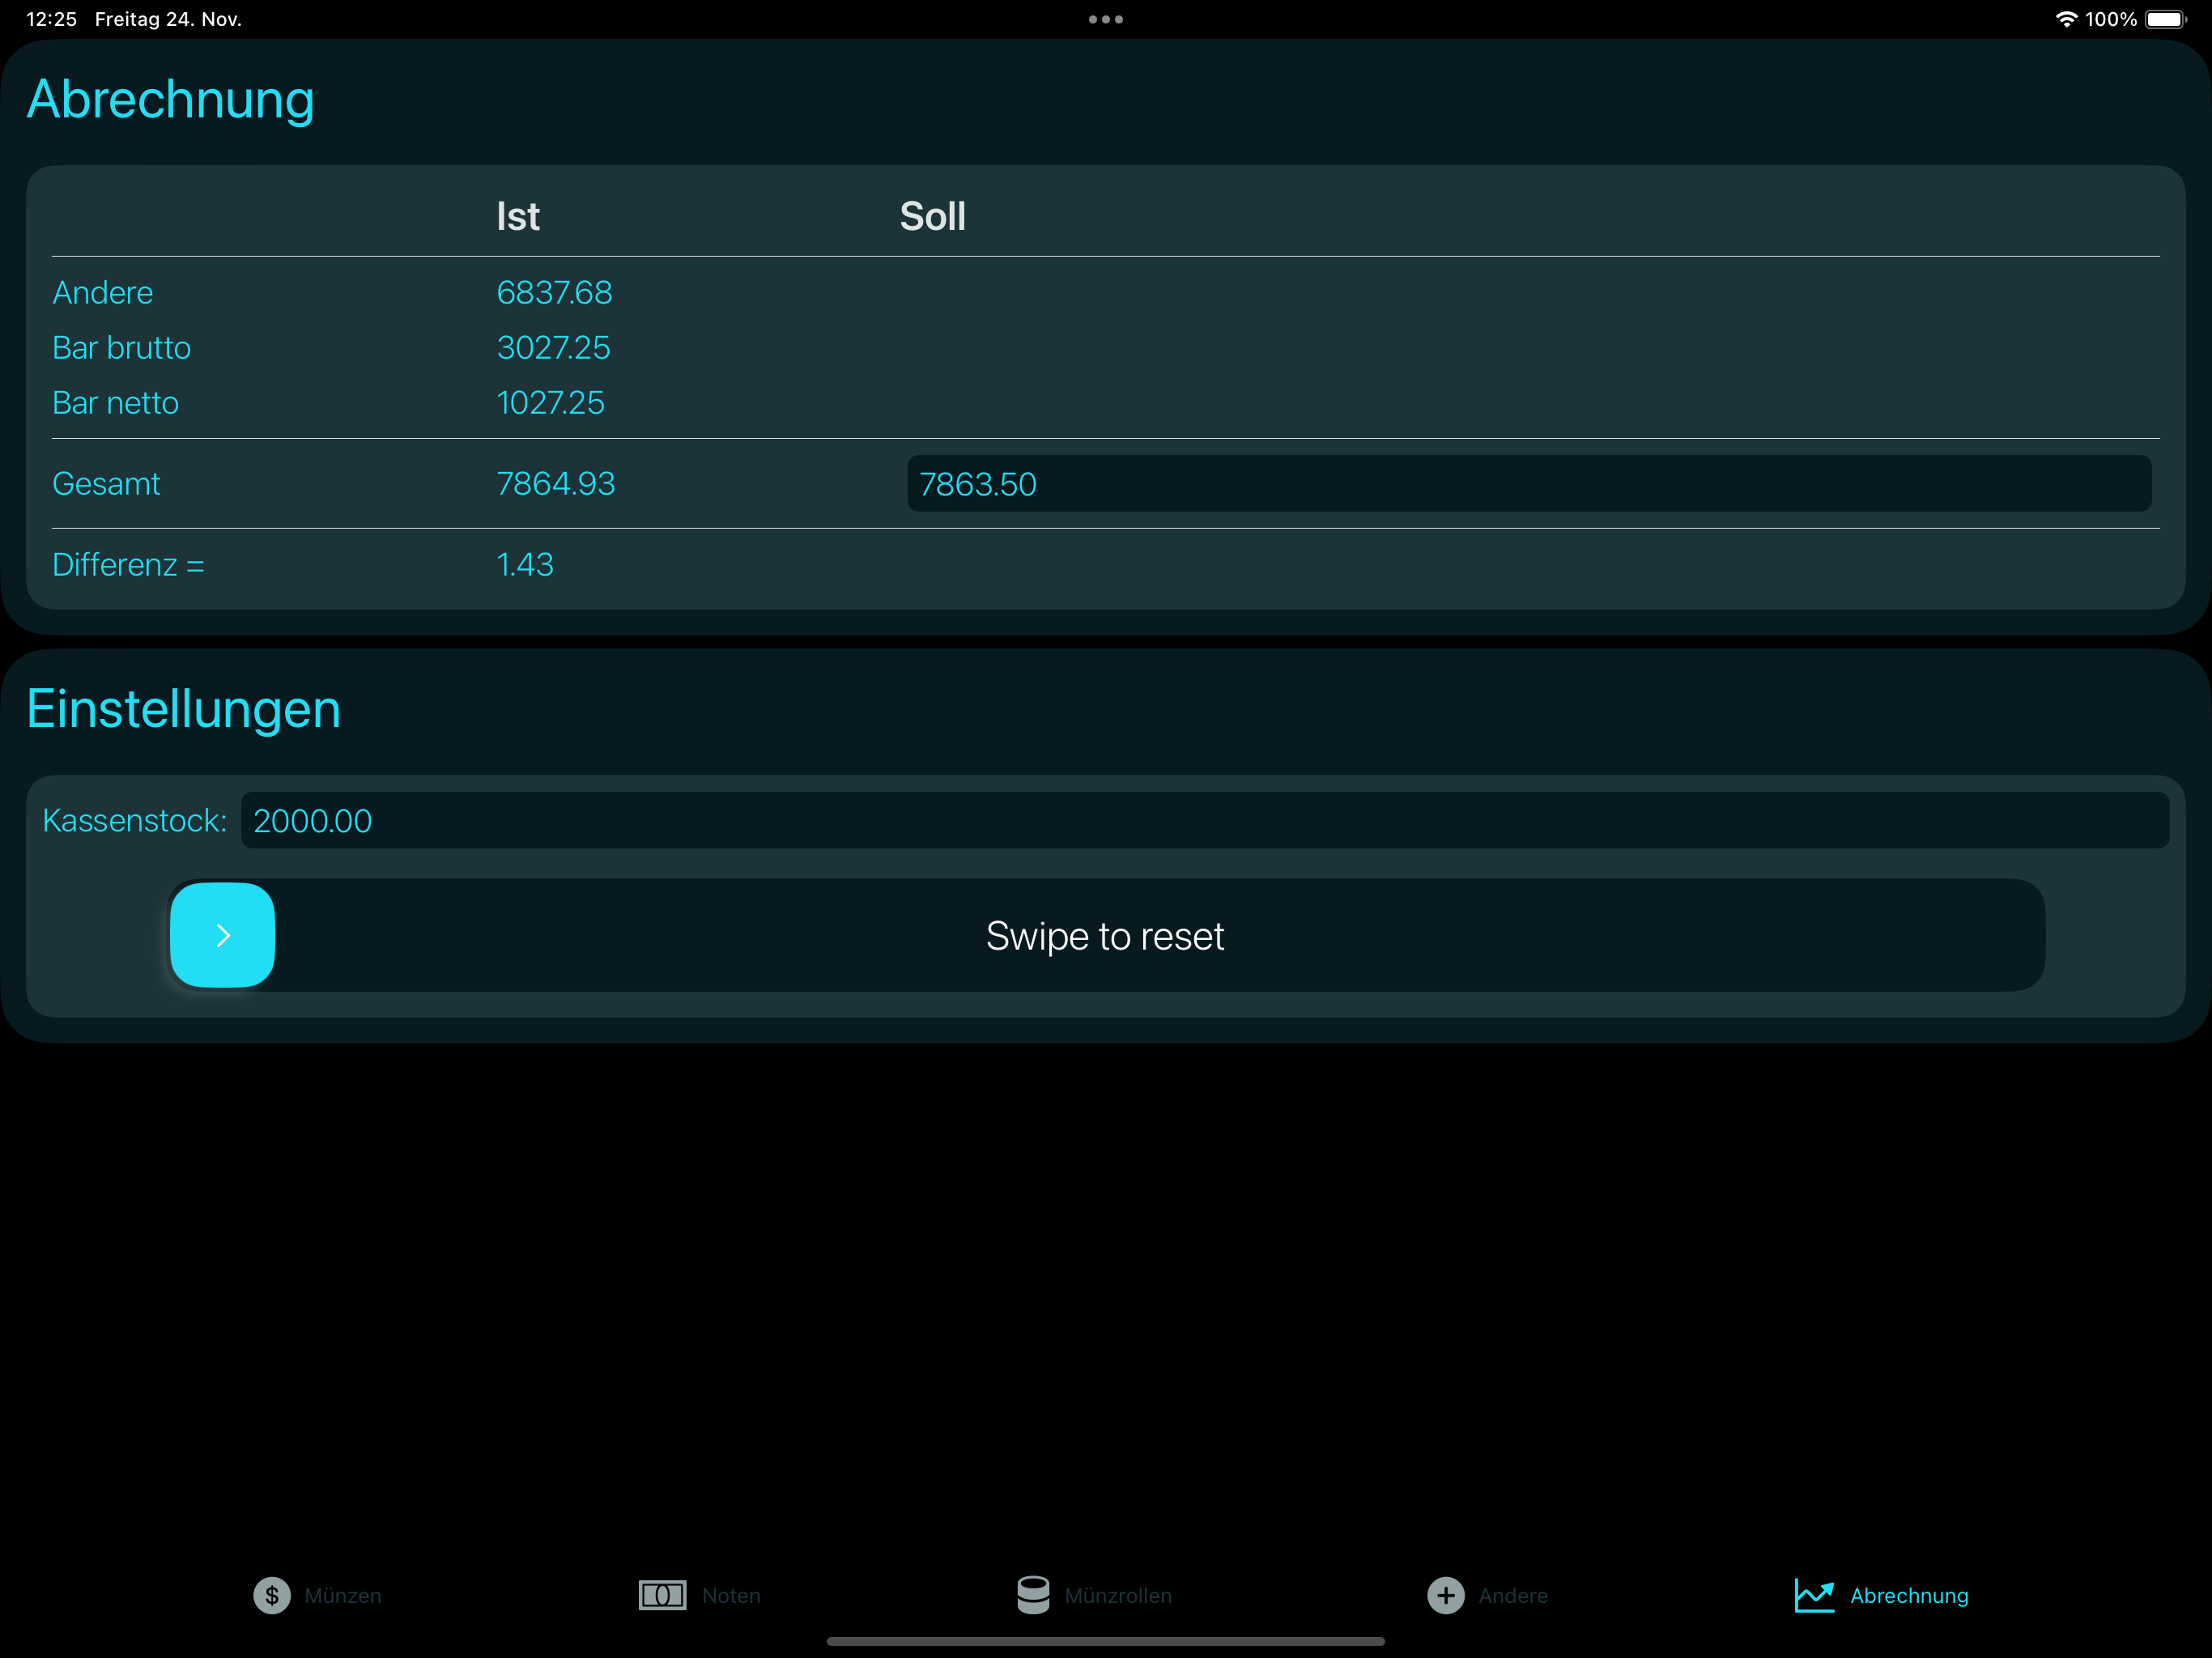 12:25 Freitag 24. Nov. 100%
Abrechnung
Ist Soll
Andere 6837.68
Bar brutto 3027.25
Bar netto 1027.25
Gesamt 7864.93 7863.50
Differenz = 1.43
Einstellungen
Kassenstock: 2000.00
Swipe to reset
Münzen Noten Münzrollen Andere Abrechnung